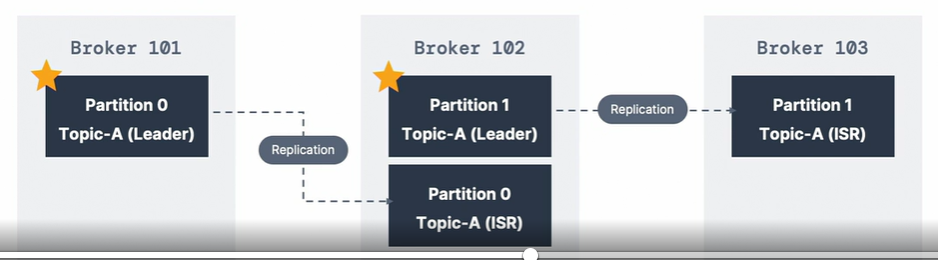 Broker 101
Broker 102
Broker 103
Partition 0
Topic-A (Leader)
Partition 1
Topic-A (Leader)
Replication
Partition 1
Topic-A (ISR)
Replication
Partition 0
Topic-A (ISR)